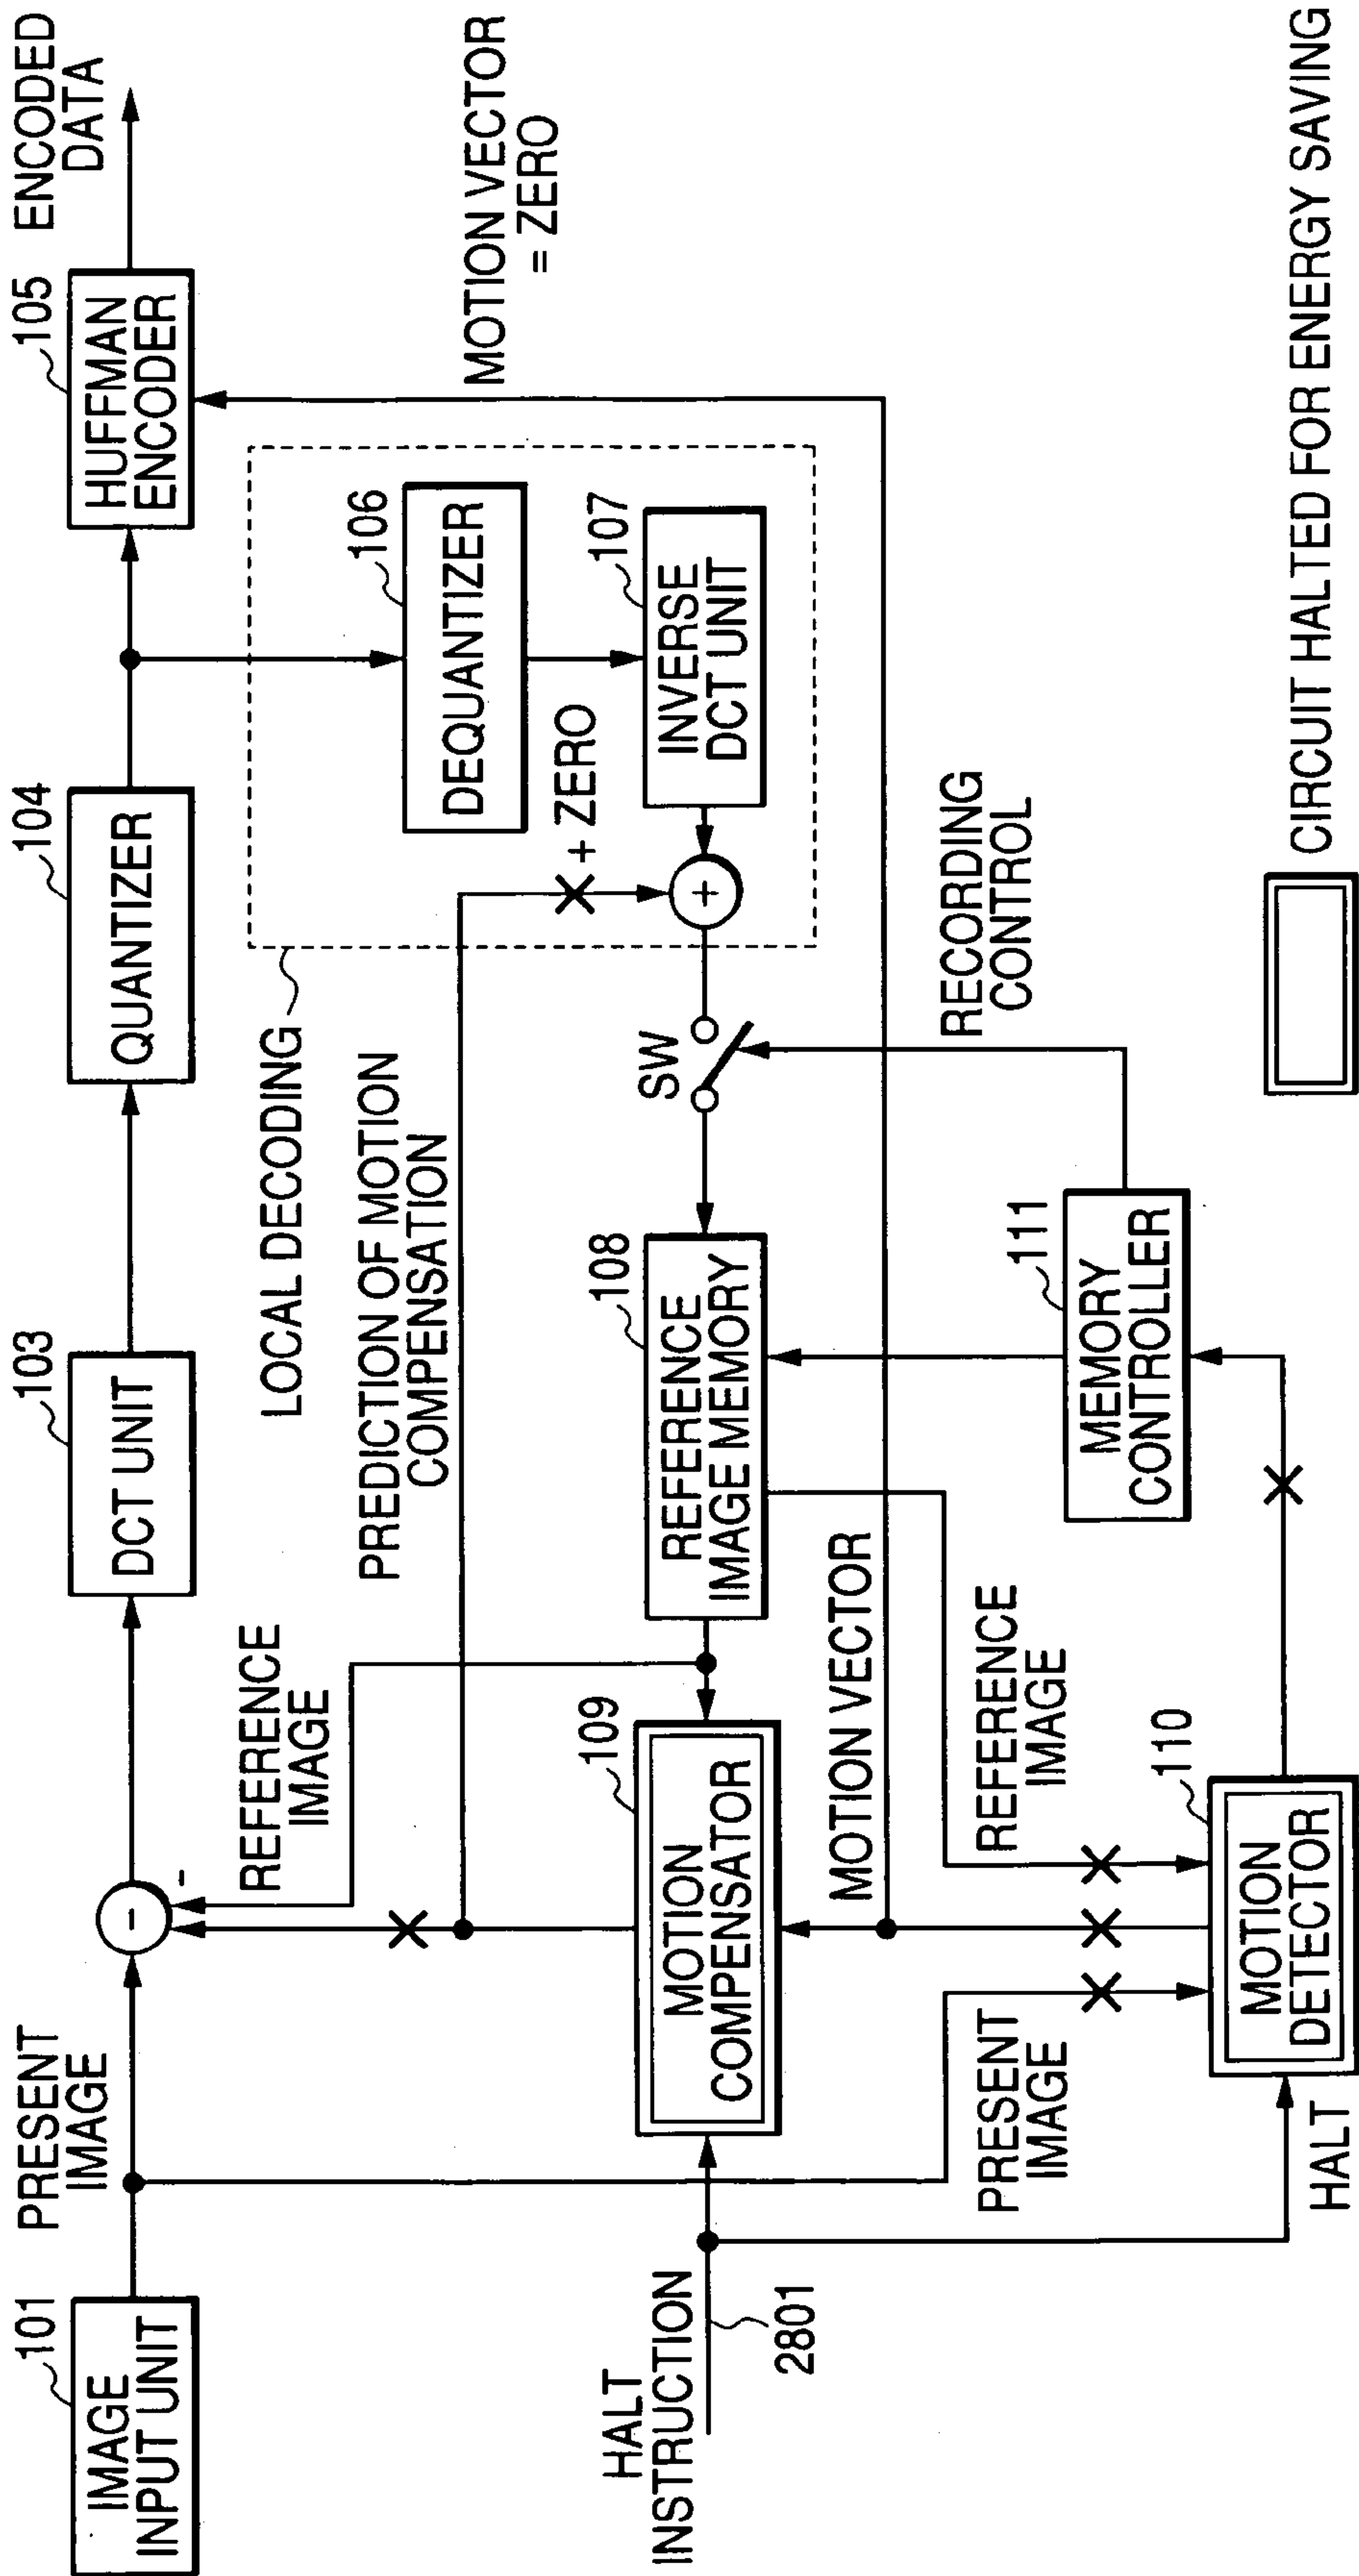 101
IMAGE
INPUT UNIT
PRESENT
IMAGE
-
-
103
DCT UNIT
104
QUANTIZER
105
HUFFMAN
ENCODER
ENCODED
DATA
REFERENCE
IMAGE
LOCAL DECODING
PREDICTION OF MOTION
COMPENSATION
106
DEQUANTIZER
+ ZERO
107
INVERSE
DCT UNIT
+
MOTION VECTOR
= ZERO
HALT
INSTRUCTION
2801
109
MOTION
COMPENSATOR
108
REFERENCE
IMAGE MEMORY
SW
MOTION VECTOR
RECORDING
CONTROL
PRESENT
IMAGE
REFERENCE
IMAGE
111
MEMORY
CONTROLLER
HALT
110
MOTION
DETECTOR
CIRCUIT HALTED FOR ENERGY SAVING